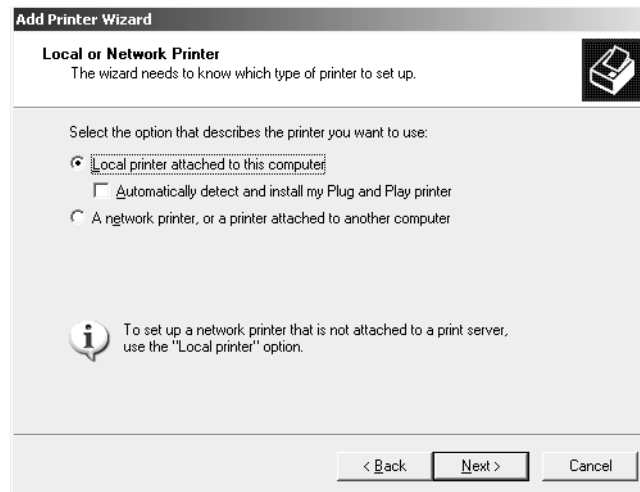 Add Printer Wizard
Local or Network Printer
The wizard needs to know which type of printer to set up.
Select the option that describes the printer you want to use:
Local printer attached to this computer
Automatically detect and install my Plug and Play printer
A network printer, or a printer attached to another computer
To set up a network printer that is not attached to a print server,
use the "Local printer" option.
< Back
Next >
Cancel